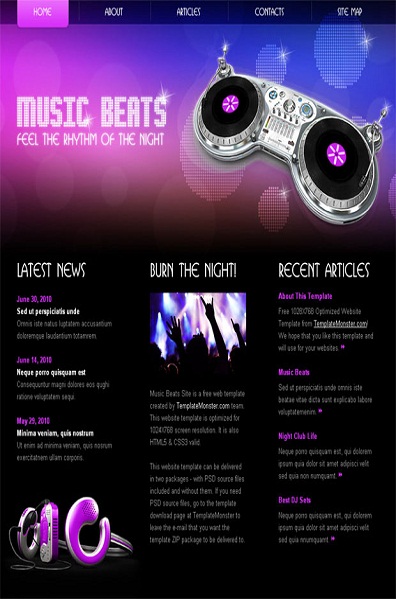 HOME
ABOUT
ARTICLES
CONTACTS
SITE MAP
MUSIC BEATS
FEEL THE RHYTHM OF THE NIGHT
LATEST NEWS
June 30, 2010
Sed ut perspiciatis unde
Omnis iste natus luptatem accusantium
doloremque laudantium totamrem.
June 14, 2010
Neque porro quisquam est
Consequuntur magni dolores eos qughi
ratione voluptatem sequi.
May 29, 2010
Minima veniam, quis nostrum
Ut enim ad minima veniam, quis nostrum
exercitatnem ullam corporis.
BURN THE NIGHT!
Music Beats Site is a free web template
created by TemplateMonster.com team.
This website template is optimized for
1024X768 screen resolution. It is also
HTML5 & CSS3 valid.
This website template can be delivered
in two packages - with PSD source files
included and without them. If you need
PSD source files, go to the template
download page at TemplateMonster to
leave the e-mail that you want the
template ZIP package to be delivered to.
RECENT ARTICLES
About This Template
Free 1028X768 Optimized Website
Template from TemplateMonster.com!
We hope that you like this template and
will use for your websites.
Music Beats
Sed ut perspiciatis unde omnis iste
beatae vitae dicta sunt explicabo labore
voluptatemenim.
Night Club Life
Neque porro quisquam est, qui dolorem
ipsum quia dolor sit amet adipisci velit
sed quia non numquam.
Best DJ Sets
Neque porro quisquam est, qui dolorem
ipsum quia dolor sit amet adipisci velit
sed quia nnumquamt.